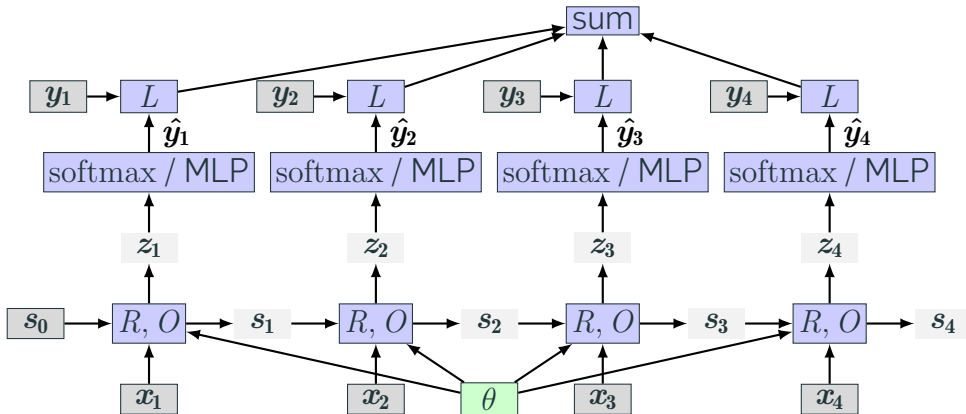 sum
y₁ L y₂ L y₃ L y₄ L
ŷ₁ ŷ₂ ŷ₃ ŷ₄
softmax / MLP softmax / MLP softmax / MLP softmax / MLP
z₁ z₂ z₃ z₄
s₀ R, O s₁ R, O s₂ R, O s₃ R, O s₄
x₁ x₂ θ x₃ x₄